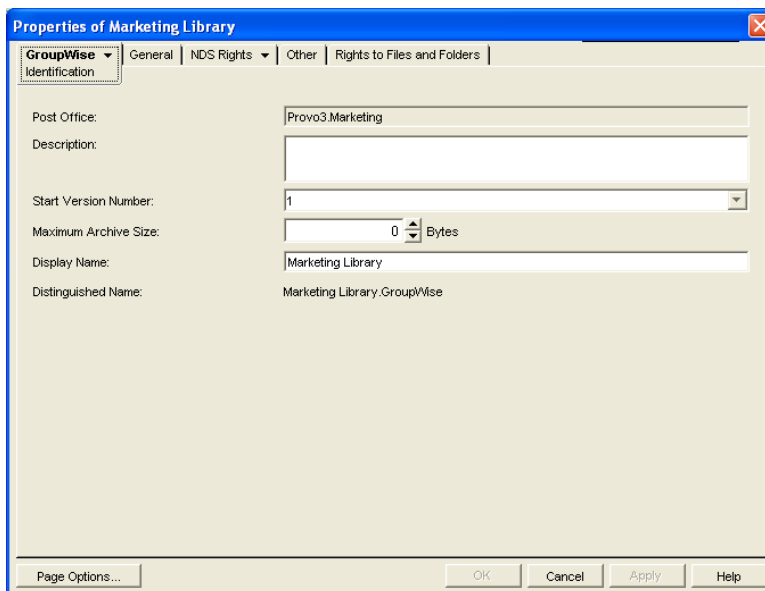 Properties of Marketing Library
GroupWise General NDS Rights Other Rights to Files and Folders
Identification
Post Office: Provo3.Marketing
Description:
Start Version Number: 1
Maximum Archive Size: 0 Bytes
Display Name: Marketing Library
Distinguished Name: Marketing Library.GroupWise
Page Options... OK Cancel Apply Help